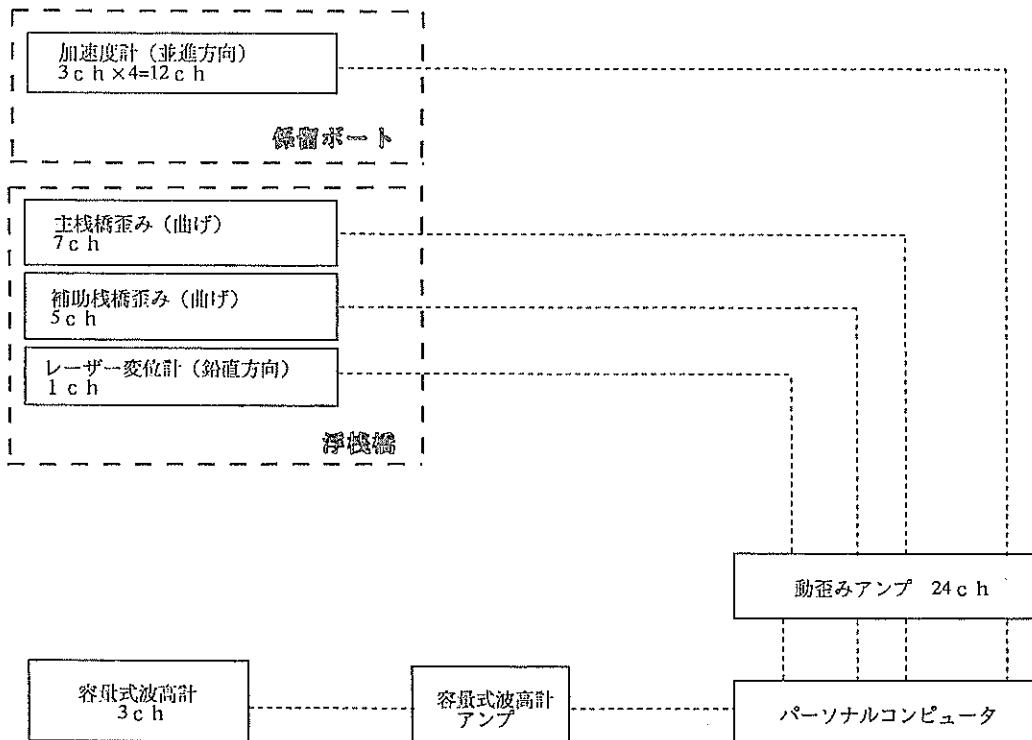 加速度計（並進方向）
3ｃｈ×4=12ｃｈ
係留ボート
主桟橋歪み（曲げ）
7ｃｈ
補助桟橋歪み（曲げ）
5ｃｈ
レーザー変位計（鉛直方向）
1ｃｈ
浮桟橋
動歪みアンプ　24ｃｈ
容量式波高計
3ｃｈ
容量式波高計
アンプ
パーソナルコンピュータ